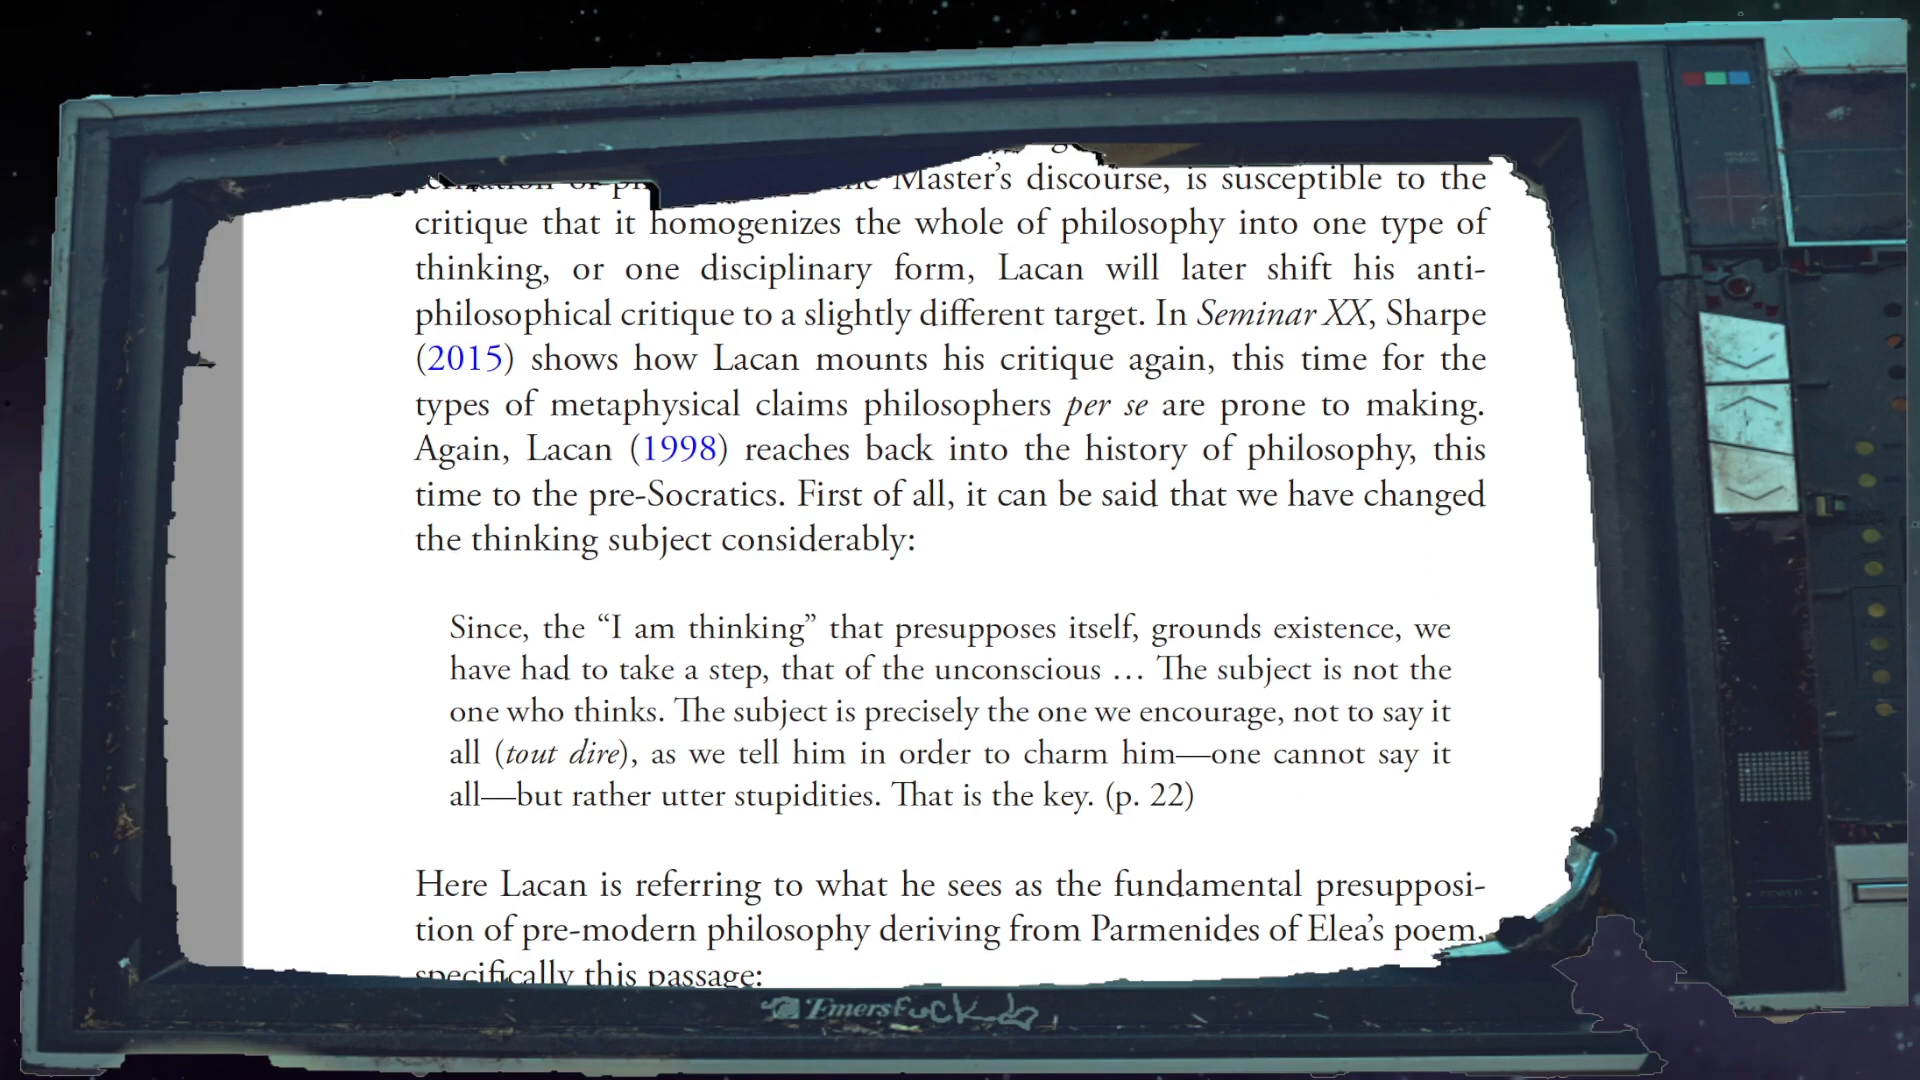 Master's discourse, is susceptible to the
critique that it homogenizes the whole of philosophy into one type of
thinking, or one disciplinary form, Lacan will later shift his anti-
philosophical critique to a slightly different target. In Seminar XX, Sharpe
(2015) shows how Lacan mounts his critique again, this time for the
types of metaphysical claims philosophers per se are prone to making.
Again, Lacan (1998) reaches back into the history of philosophy, this
time to the pre-Socratics. First of all, it can be said that we have changed
the thinking subject considerably:
Since, the “I am thinking” that presupposes itself, grounds existence, we
have had to take a step, that of the unconscious … The subject is not the
one who thinks. The subject is precisely the one we encourage, not to say it
all (tout dire), as we tell him in order to charm him—one cannot say it
all—but rather utter stupidities. That is the key. (p. 22)
Here Lacan is referring to what he sees as the fundamental presupposi-
tion of pre-modern philosophy deriving from Parmenides of Elea's poem,
specifically this passage: